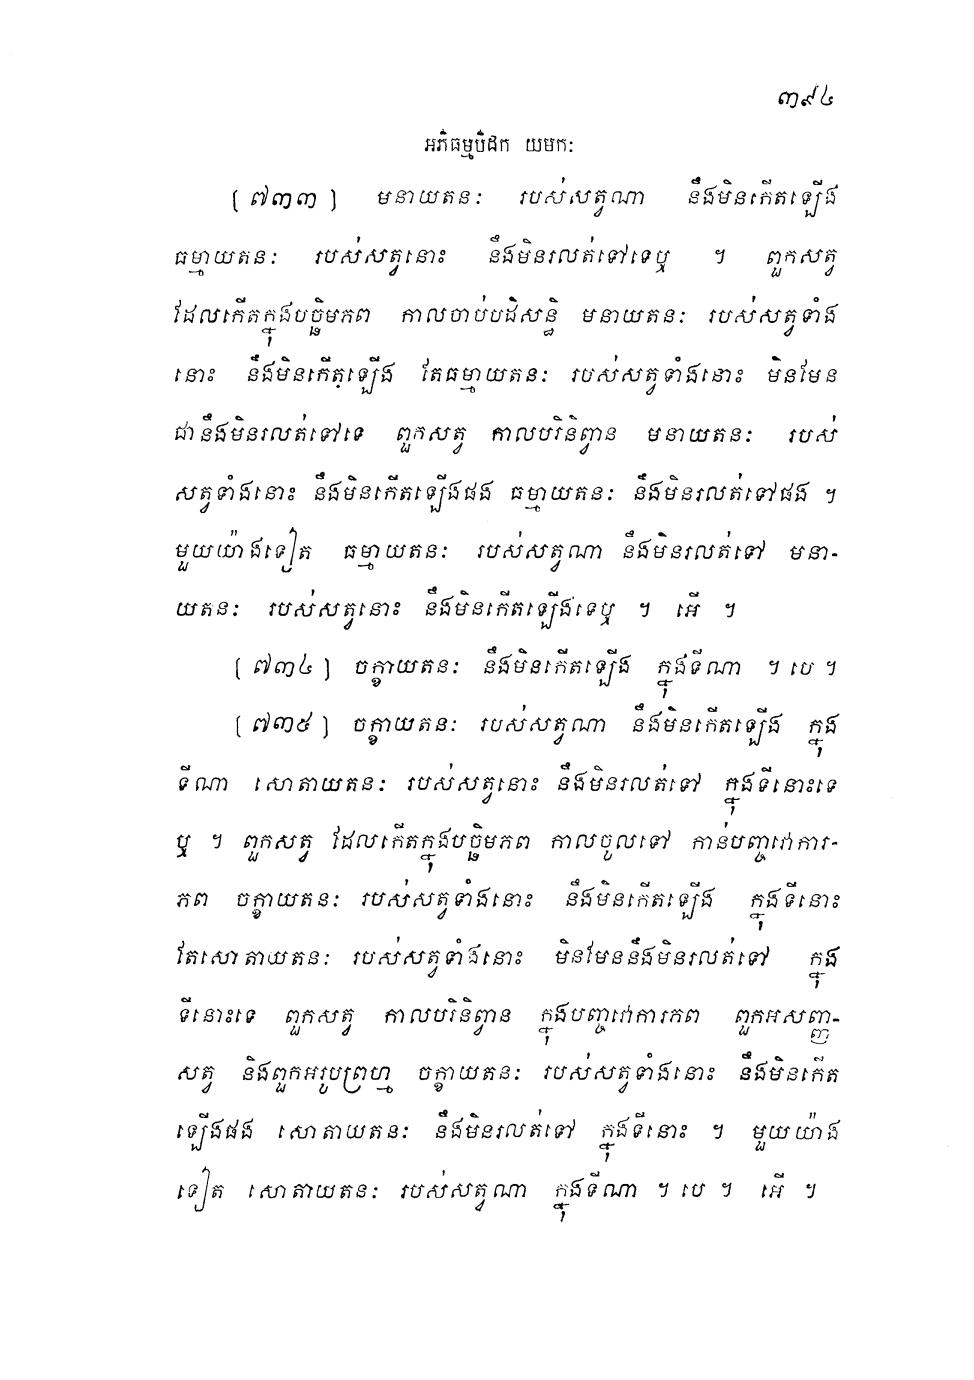 ៣៩៤
អភិធម្មបិដក យមកៈ
(៧៣៣) មនាយតនៈ របស់សត្វណា នឹងមិនកើតឡើង
ធម្មាយតនៈ របស់សត្វនោះ នឹងមិនរលត់ទៅទេឬ ។ ពួកសត្វ
ដែលកើតក្នុងបច្ឆិមភព កាលចាប់បដិសន្ធិ មនាយតនៈ របស់សត្វទាំង
នោះ នឹងមិនកើតឡើង តែធម្មាយតនៈ របស់សត្វទាំងនោះ មិនមែន
ជានឹងមិនរលត់ទៅទេ ពួកសត្វ កាលបរិនិព្វាន មនាយតនៈ របស់
សត្វទាំងនោះ នឹងមិនកើតឡើងផង ធម្មាយតនៈ នឹងមិនរលត់ទៅផង ។
មួយយ៉ាងទៀត ធម្មាយតនៈ របស់សត្វណា នឹងមិនរលត់ទៅ មនា-
យតនៈ របស់សត្វនោះ នឹងមិនកើតឡើងទេឬ ។ អើ ។
(៧៣៤) ចក្ខាយតនៈ នឹងមិនកើតឡើង ក្នុងទីណា ។ បេ ។
(៧៣៥) ចក្ខាយតនៈ របស់សត្វណា នឹងមិនកើតឡើង ក្នុង
ទីណា សោតាយតនៈ របស់សត្វនោះ នឹងមិនរលត់ទៅ ក្នុងទីនោះទេ
ឬ ។ ពួកសត្វ ដែលកើតក្នុងបច្ឆិមភព កាលចូលទៅ កាន់បញ្ចវោការ-
ភព ចក្ខាយតនៈ របស់សត្វទាំងនោះ នឹងមិនកើតឡើង ក្នុងទីនោះ
តែសោតាយតនៈ របស់សត្វទាំងនោះ មិនមែននឹងមិនរលត់ទៅ ក្នុង
ទីនោះទេ ពួកសត្វ កាលបរិនិព្វាន ក្នុងបញ្ចវោការភព ពួកអសញ្ញ-
សត្វ និងពួកអរូបព្រហ្ម ចក្ខាយតនៈ របស់សត្វទាំងនោះ នឹងមិនកើត
ឡើងផង សោតាយតនៈ នឹងមិនរលត់ទៅ ក្នុងទីនោះ ។ មួយយ៉ាង
ទៀត សោតាយតនៈ របស់សត្វណា ក្នុងទីណា ។ បេ ។ អើ ។